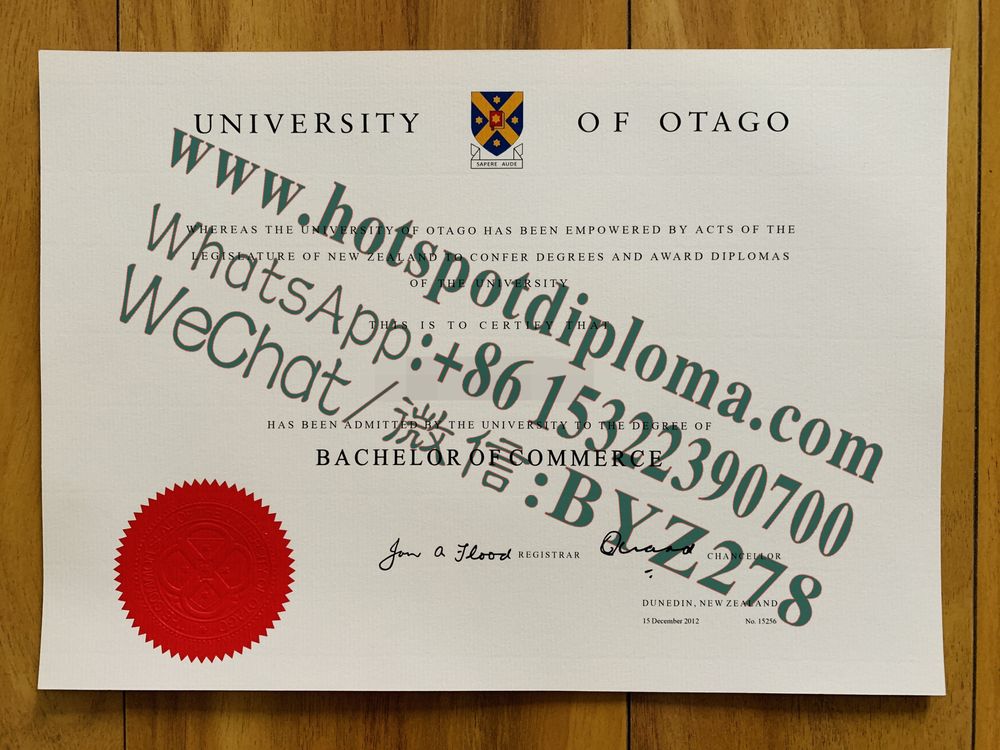 UNIVERSITY OF OTAGO
SAPERE AUDE
WHEREAS THE UNIVERSITY OF OTAGO HAS BEEN EMPOWERED BY ACTS OF THE
LEGISLATURE OF NEW ZEALAND TO CONFER DEGREES AND AWARD DIPLOMAS
OF THE UNIVERSITY
THIS IS TO CERTIFY THAT
HAS BEEN ADMITTED BY THE UNIVERSITY TO THE DEGREE OF
BACHELOR OF COMMERCE
Jan A Flood REGISTRAR CHANCELLOR
DUNEDIN, NEW ZEALAND
15 December 2012 No. 15256
www.hotspotdiploma.com
WhatsApp:+86 15322390700
WeChat/微信:BYZ278